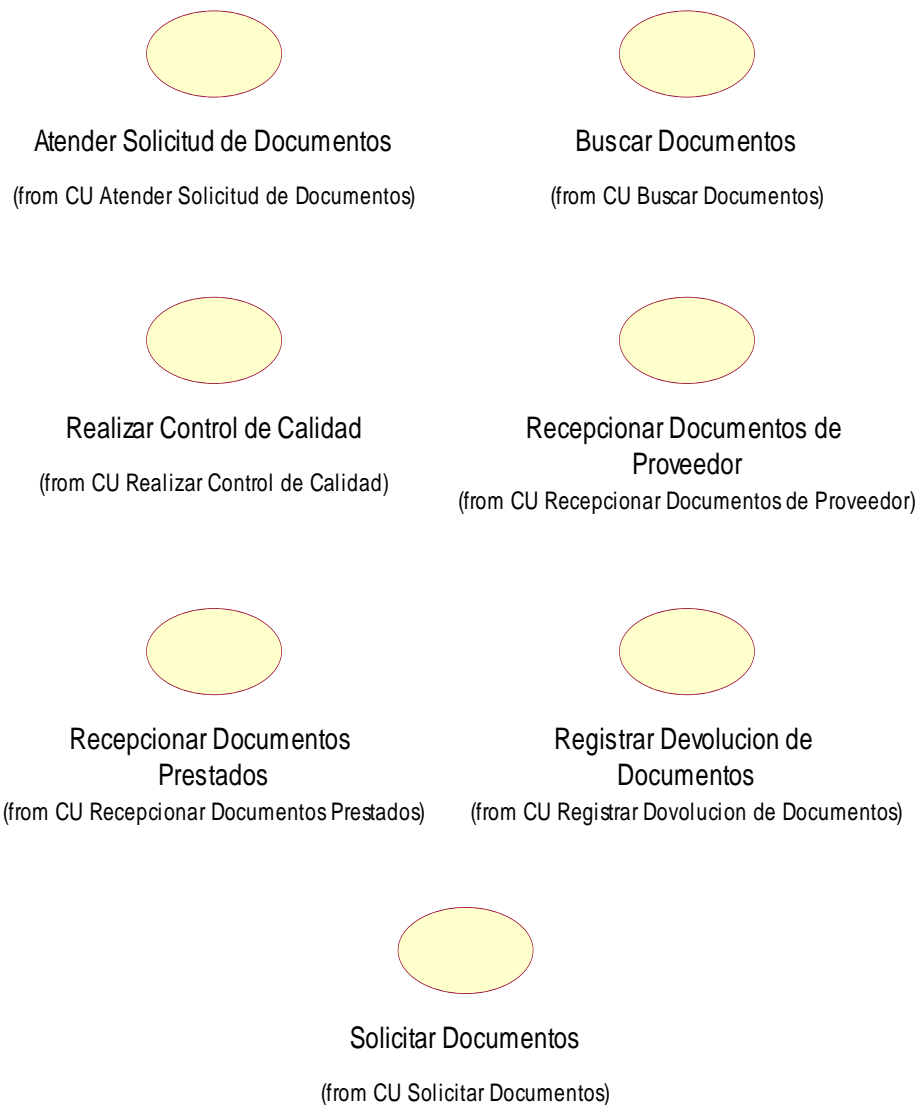 Atender Solicitud de Documentos
(from CU Atender Solicitud de Documentos)
Buscar Documentos
(from CU Buscar Documentos)
Realizar Control de Calidad
(from CU Realizar Control de Calidad)
Recepcionar Documentos de
Proveedor
(from CU Recepcionar Documentos de Proveedor)
Recepcionar Documentos
Prestados
(from CU Recepcionar Documentos Prestados)
Registrar Devolucion de
Documentos
(from CU Registrar Dovolucion de Documentos)
Solicitar Documentos
(from CU Solicitar Documentos)